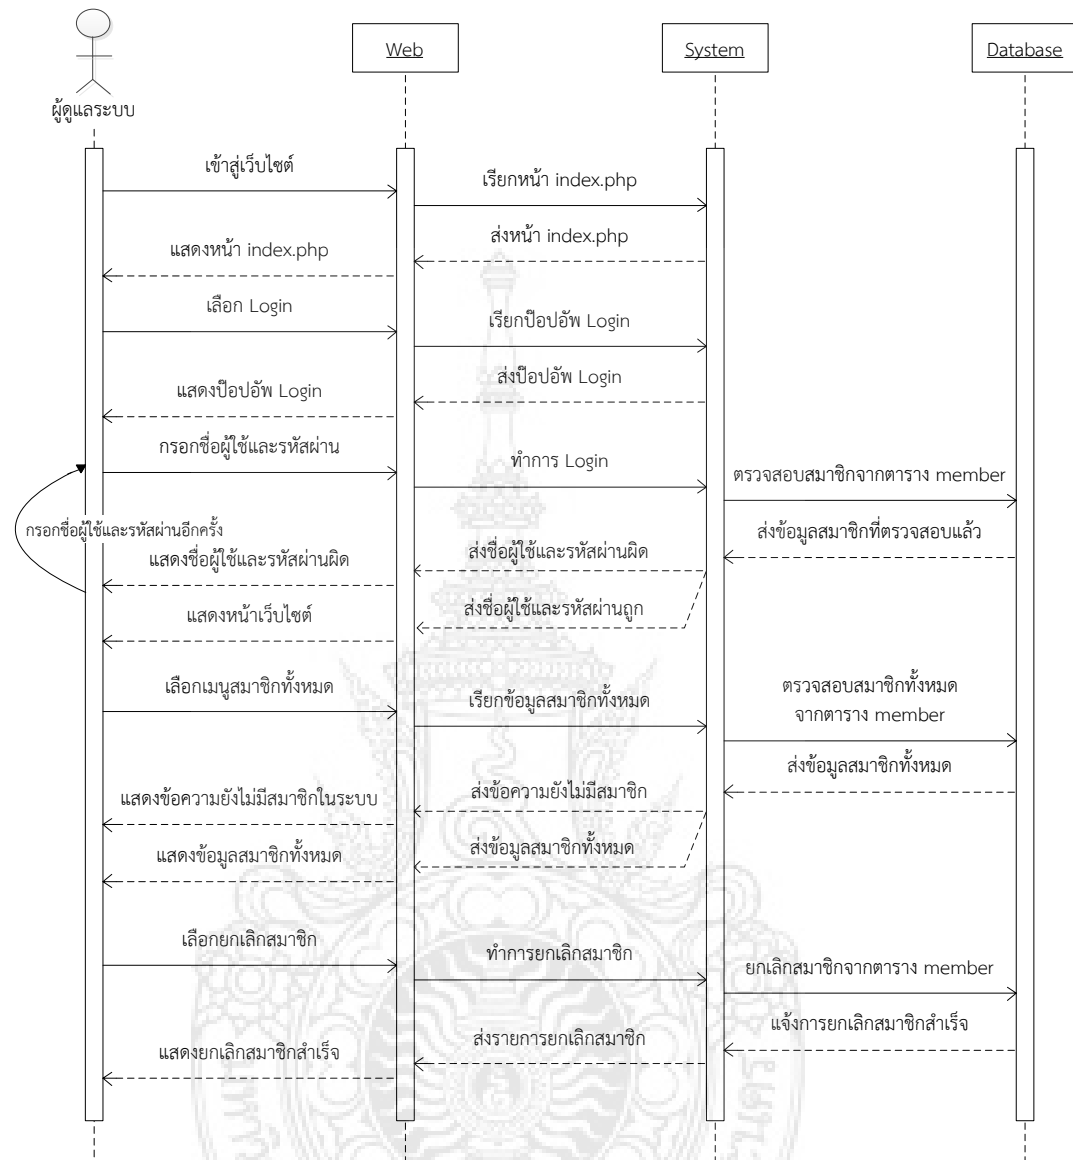 Web
System
Database
ผู้ดูแลระบบ
เข้าสู่เว็บไซต์
เรียกหน้า index.php
ส่งหน้า index.php
แสดงหน้า index.php
เลือก Login
เรียกป๊อปอัพ Login
ส่งป๊อปอัพ Login
แสดงป๊อปอัพ Login
กรอกชื่อผู้ใช้และรหัสผ่าน
ทำการ Login
ตรวจสอบสมาชิกจากตาราง member
ส่งข้อมูลสมาชิกที่ตรวจสอบแล้ว
กรอกชื่อผู้ใช้และรหัสผ่านอีกครั้ง
ส่งชื่อผู้ใช้และรหัสผ่านผิด
แสดงชื่อผู้ใช้และรหัสผ่านผิด
ส่งชื่อผู้ใช้และรหัสผ่านถูก
แสดงหน้าเว็บไซต์
เลือกเมนูสมาชิกทั้งหมด
เรียกข้อมูลสมาชิกทั้งหมด
ตรวจสอบสมาชิกทั้งหมด
จากตาราง member
ส่งข้อมูลสมาชิกทั้งหมด
ส่งข้อความยังไม่มีสมาชิก
แสดงข้อความยังไม่มีสมาชิกในระบบ
ส่งข้อมูลสมาชิกทั้งหมด
แสดงข้อมูลสมาชิกทั้งหมด
เลือกยกเลิกสมาชิก
ทำการยกเลิกสมาชิก
ยกเลิกสมาชิกจากตาราง member
แจ้งการยกเลิกสมาชิกสำเร็จ
ส่งรายการยกเลิกสมาชิก
แสดงยกเลิกสมาชิกสำเร็จ